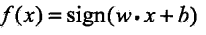 f(x) = sign(w • x + b)